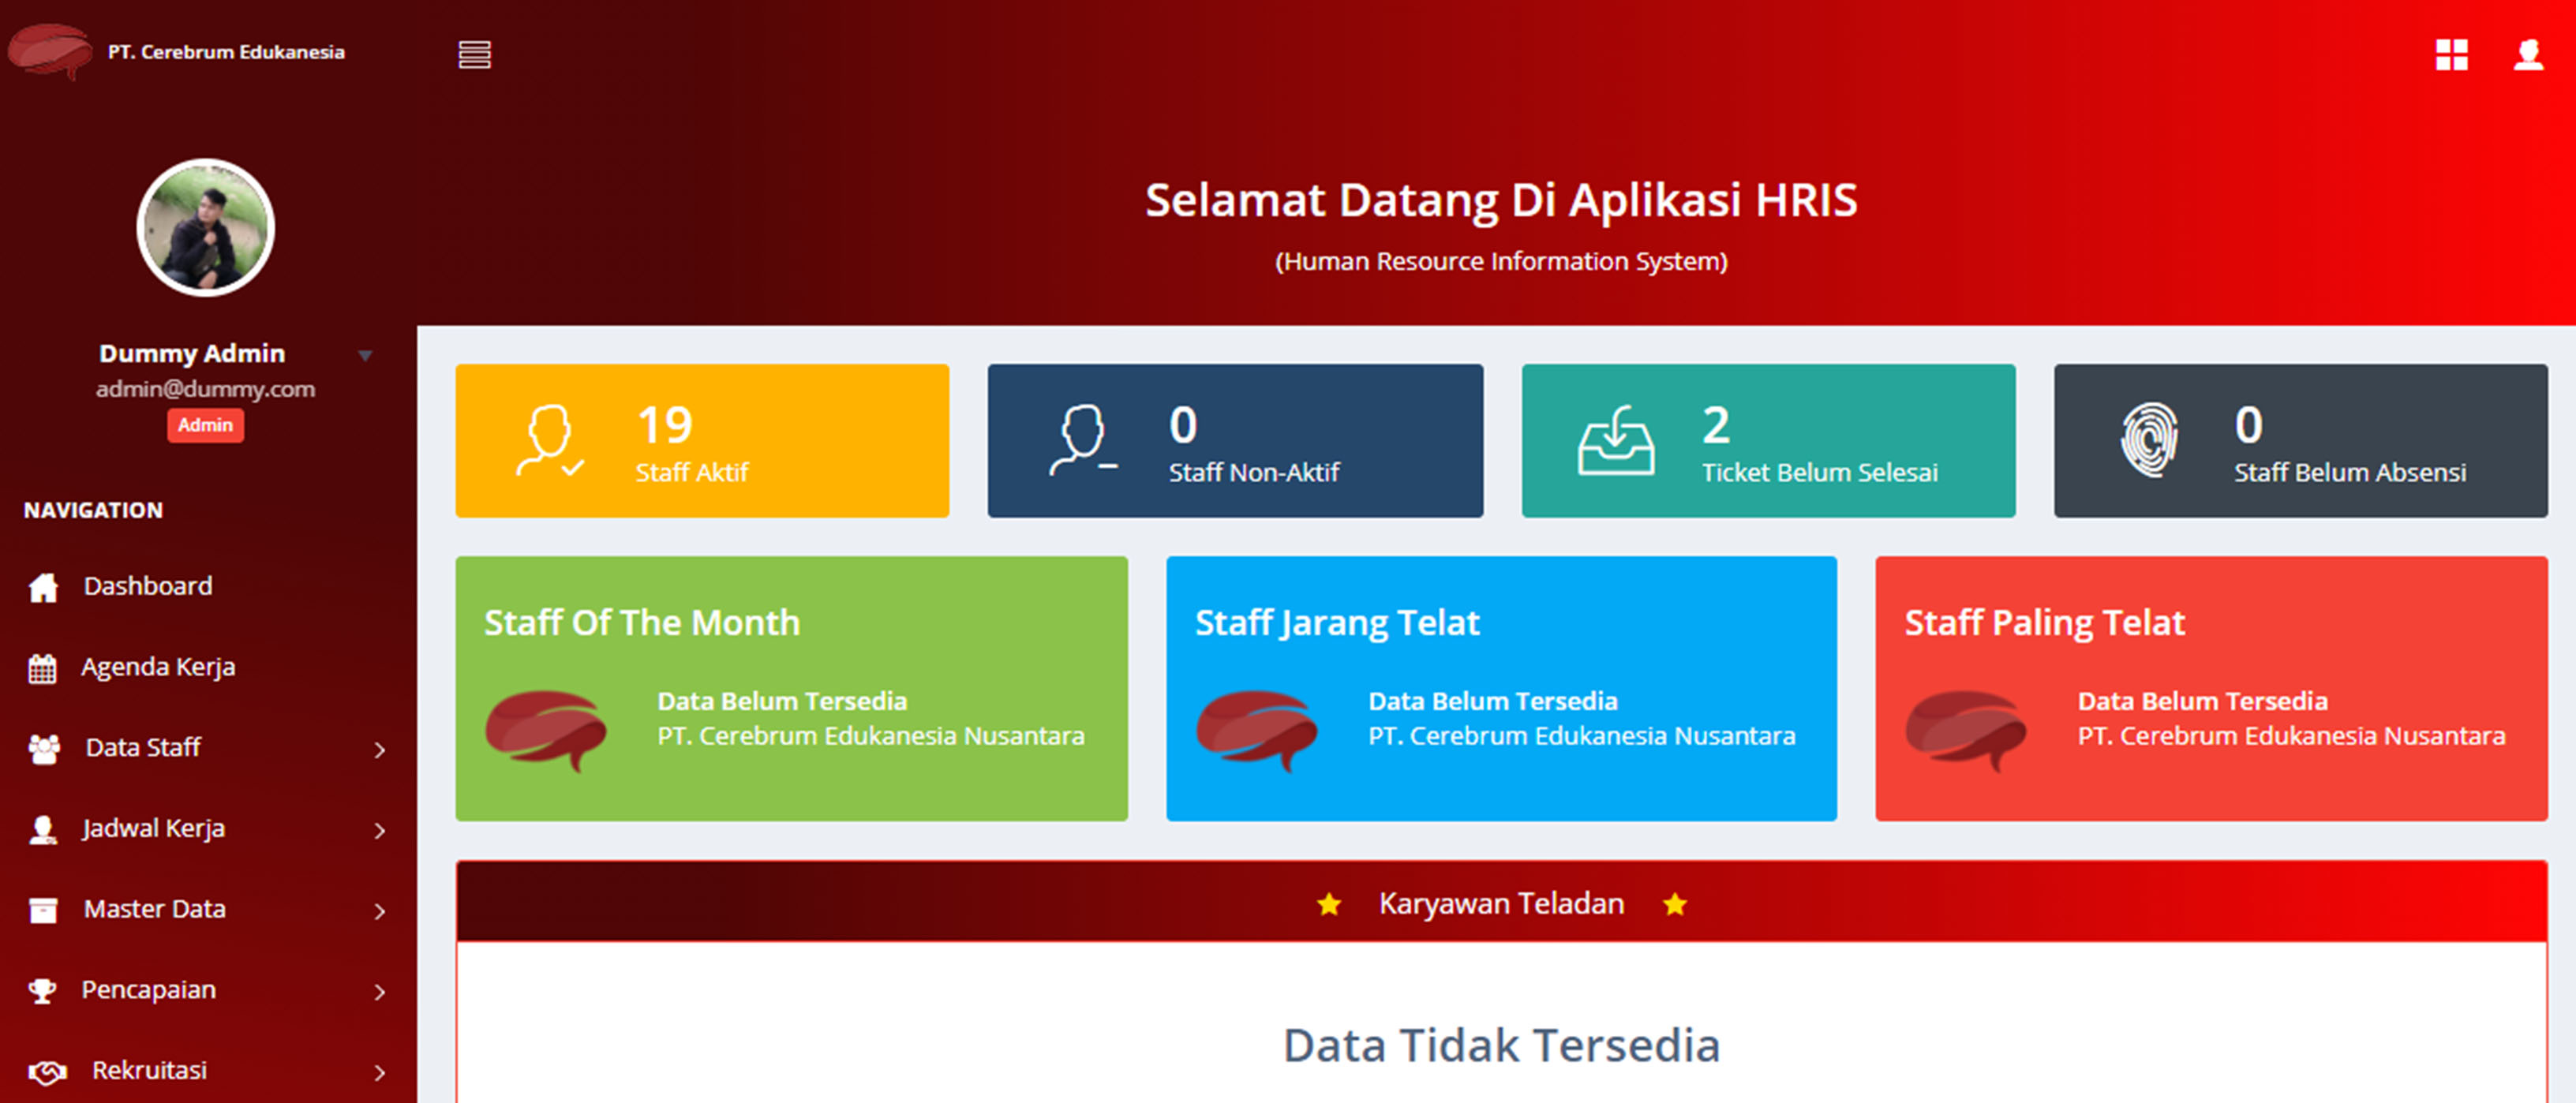 PT. Cerebrum Edukanesia
Dummy Admin
admin@dummy.com
Admin
NAVIGATION
Dashboard
Agenda Kerja
Data Staff
Jadwal Kerja
Master Data
Pencapaian
Rekruitasi
Selamat Datang Di Aplikasi HRIS
(Human Resource Information System)
19
Staff Aktif
0
Staff Non-Aktif
2
Ticket Belum Selesai
0
Staff Belum Absensi
Staff Of The Month
Data Belum Tersedia
PT. Cerebrum Edukanesia Nusantara
Staff Jarang Telat
Data Belum Tersedia
PT. Cerebrum Edukanesia Nusantara
Staff Paling Telat
Data Belum Tersedia
PT. Cerebrum Edukanesia Nusantara
Karyawan Teladan
Data Tidak Tersedia